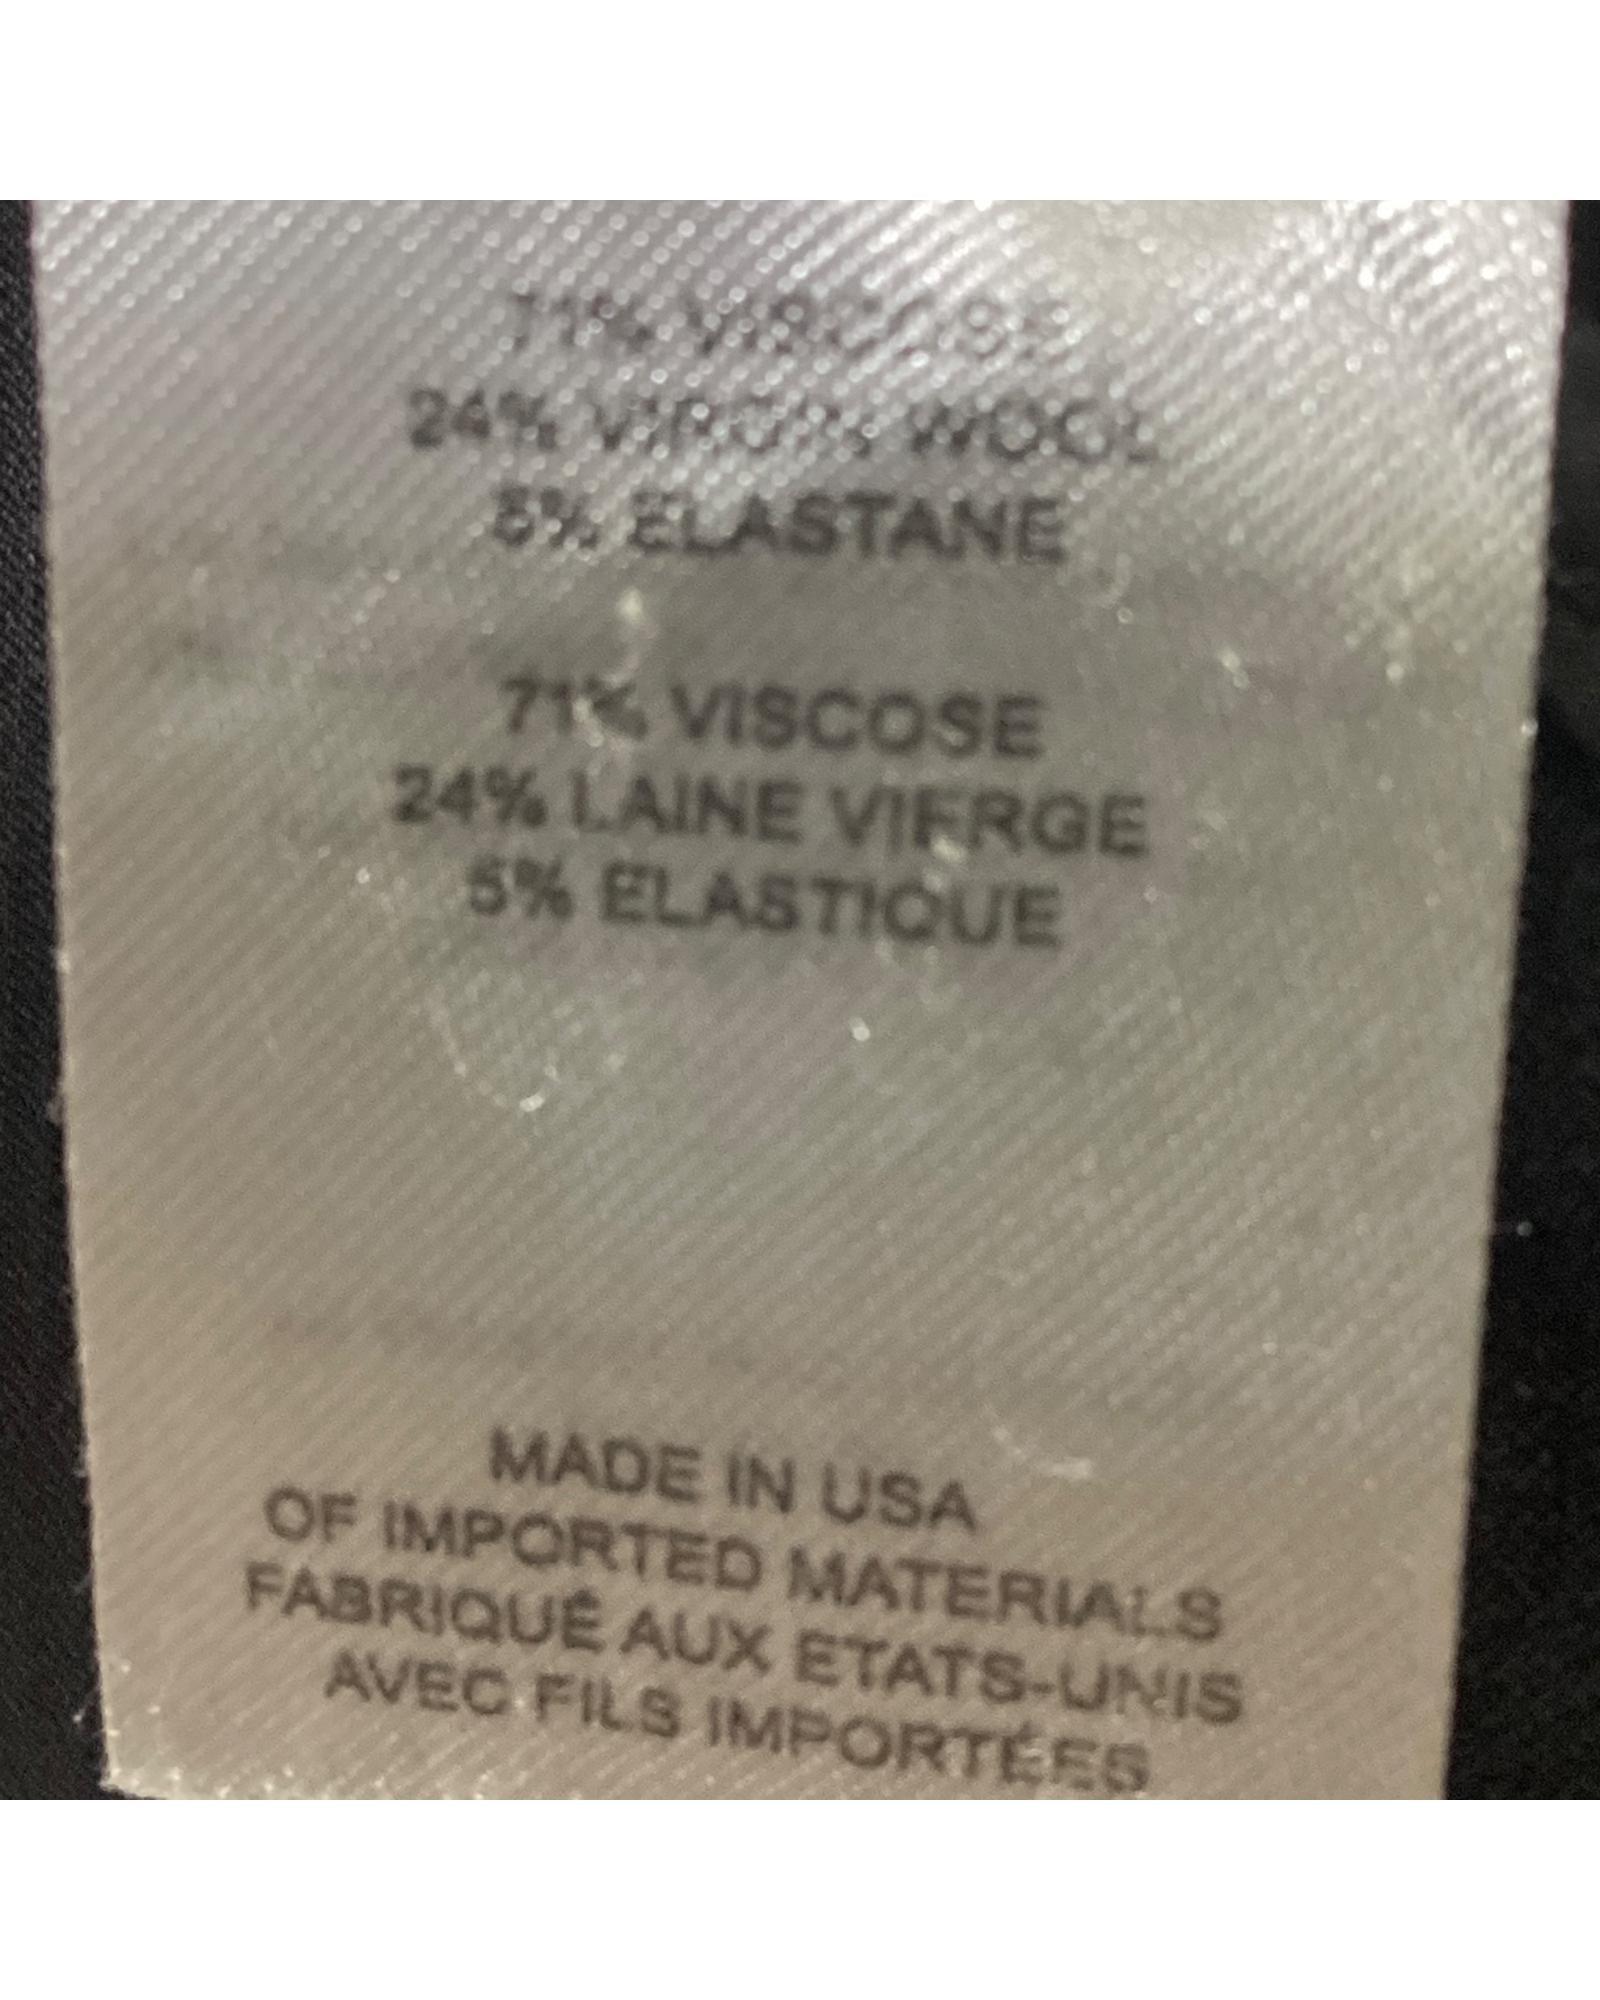 71% VISCOSE
24% VIRGIN WOOL
5% ELASTANE
71% VISCOSE
24% LAINE VIERGE
5% ELASTIQUE
MADE IN USA
OF IMPORTED MATERIALS
FABRIQUÉ AUX ETATS-UNIS
AVEC FILS IMPORTÉES